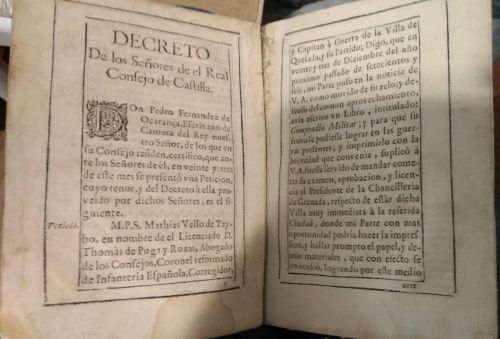 DECRETO
De los Señores de el Real
Consejo de Castilla.
DOn Pedro Fernandez de
Ocarança, Escrivano de
Camara del Rey nues-
tro Señor, de los que en
su Consejo residen, certifico, que an-
te los Señores de èl, en veinte y tres
de este mes se presentò vna Peticion,
cuyo tenor, y del Decreto à ella pro
veido por dichos Señores, es el si-
guiente.
Peticiõ.
M.P.S. Mathias Vello de Tay-
bo, en nombre de el Licenciado D.
Thomàs de Puga y Roxas, Abogado
de los Consejos, Coronel reformado
de Infanteria Española, Corregidor,
y Capitan à Guerra de la Villa de
Quesada, y su Partido; Digo, que en
veinte y tres de Diziembre del año
proximo passado de setecientos y
seis, mi Parte puso en la noticia de
V.A. como movido de su zelo, y de-
seoso del comun aprovechamiento,
avia escrito vn Libro, intitulado:
Compendio Militar; y para que su
fruto se pudiesse lograr en las guer-
ras presentes, y imprimirlo con la
brevedad que convenia, suplicò à
V.A. fuesse servido de mandar come-
ter su examen, aprobacion, y licen-
cia al Presidente de la Chancilleria
de Granada, respecto de estàr dicha
Villa muy immediata à la referida
Ciudad, donde mi Parte con mas
oportunidad podria hazer la impres-
sion, y hallar prompto el papel, y de-
màs materiales, que con efecto se
concediò, logrando por este medio